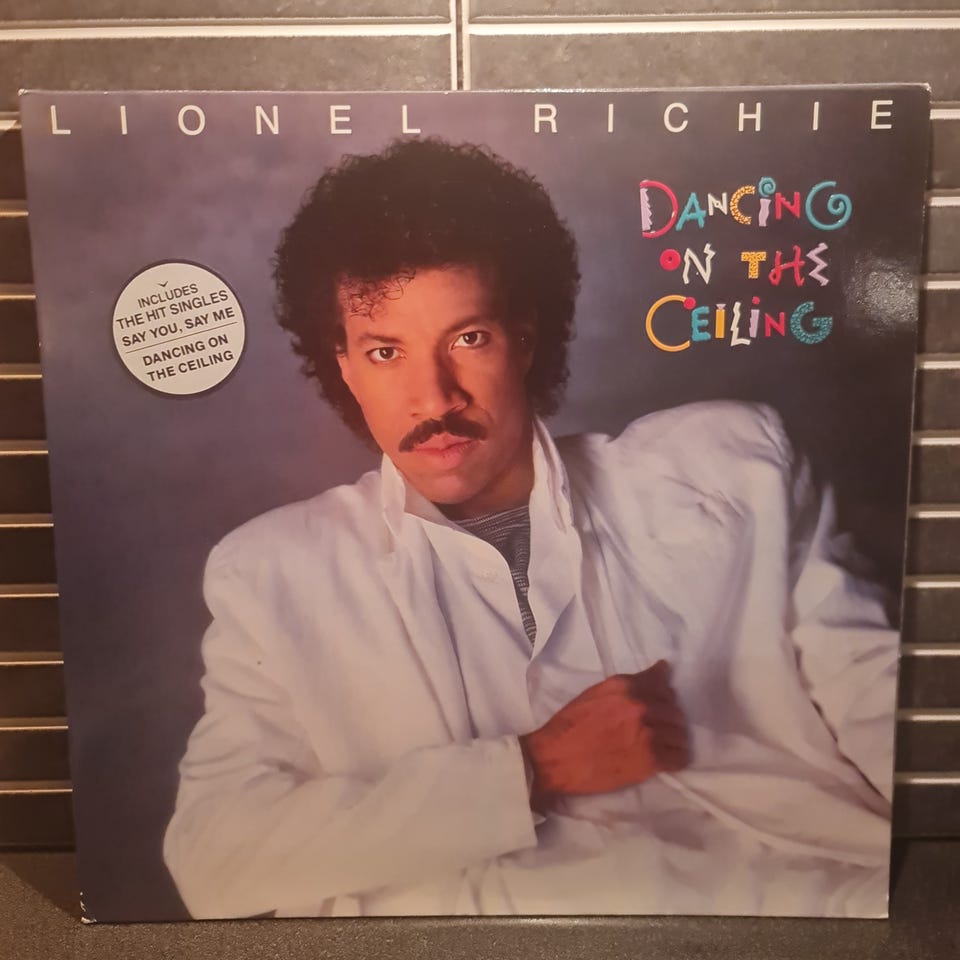 LIONEL RICHIE
DANCING
ON THE
CEILING
INCLUDES
THE HIT SINGLES
SAY YOU, SAY ME
DANCING ON
THE CEILING